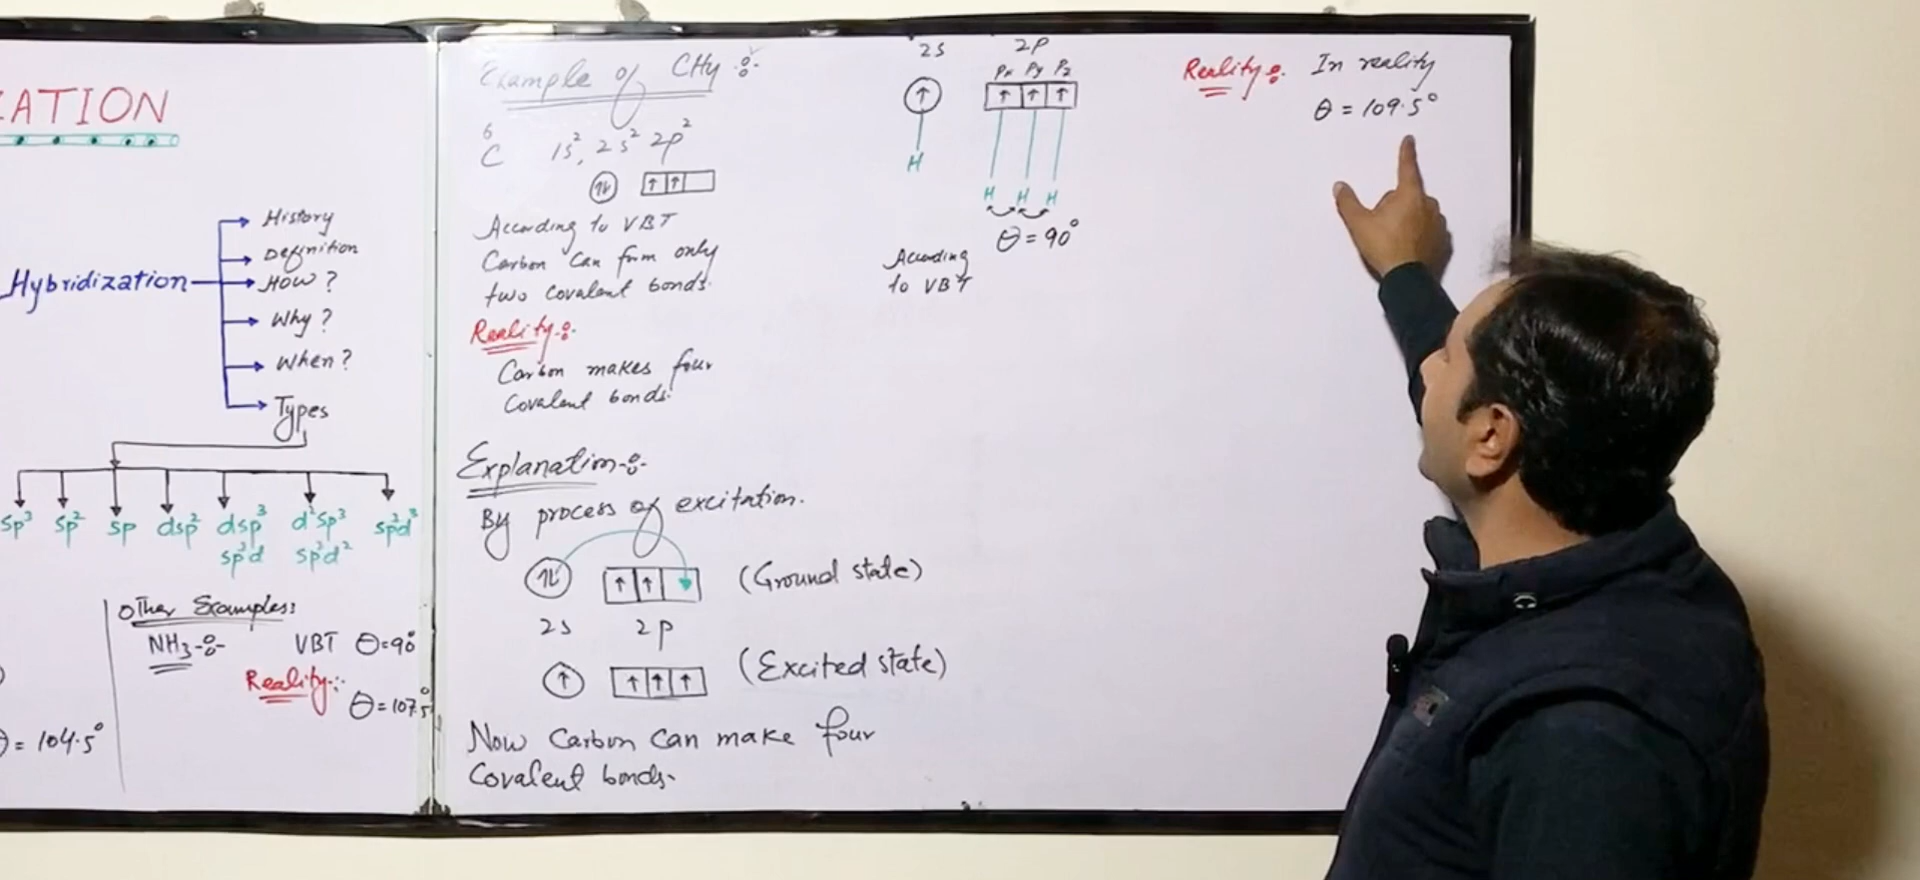 ZATION
Hybridization
History
Definition
How?
Why?
When?
Types
sp³ sp² sp dsp² dsp³ d²sp³ sp³d³
sp³d sp³d²
Other Examples:
NH₃ VBT θ=90°
Reality:
θ=107.5°
θ = 104.5°
Example of CH₄
⁶C 1s², 2s² 2p²
↑↓ ↑ ↑
According to VBT
Carbon can form only
two covalent bonds.
Reality:
Carbon makes four
covalent bonds.
Explanation:
By process of excitation.
↑↓ ↑ ↑ (Ground state)
2s 2p
↑ ↑ ↑ ↑ (Excited state)
Now Carbon can make four
Covalent bonds
2s 2p
Px Py Pz
↑ ↑ ↑ ↑
H H H H
θ = 90°
According
to VBT
Reality: In reality
θ = 109.5°